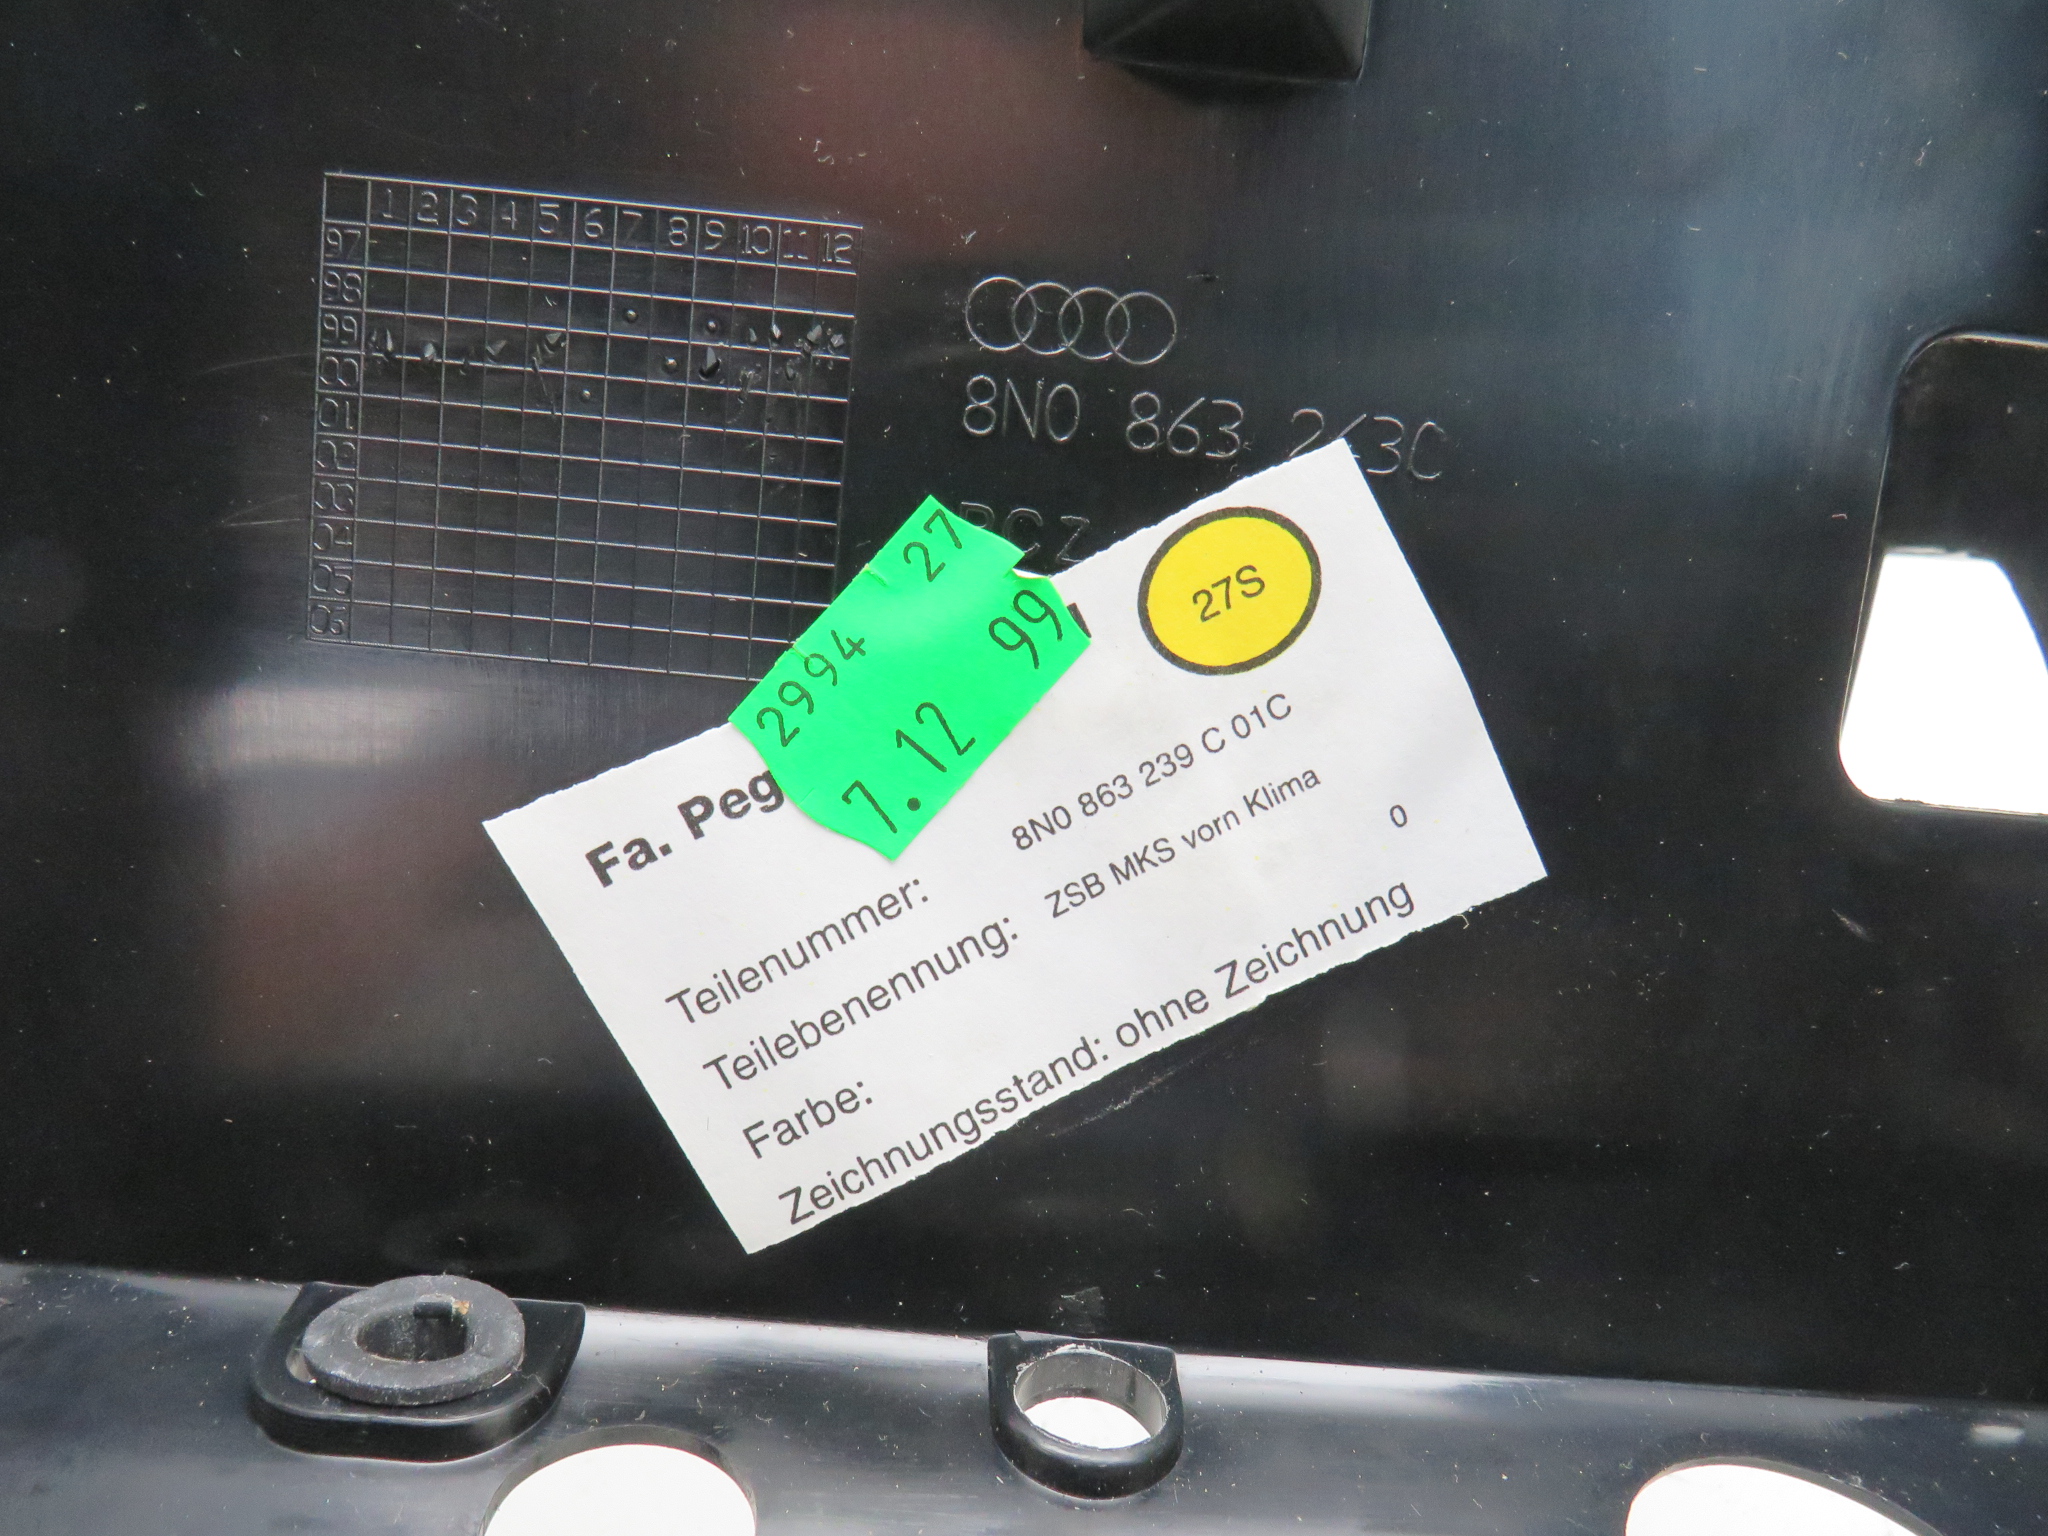 1 2 3 4 5 6 7 8 9 10 11 12
97
98
99
00
01
02
03
04
05
06
8N0 863 263C
PCZ
2994 27
7.12 99
27S
Fa. Peg
Teilenummer: 8N0 863 239 C 01C
Teilebenennung: ZSB MKS vorn Klima
Farbe: 0
Zeichnungsstand: ohne Zeichnung